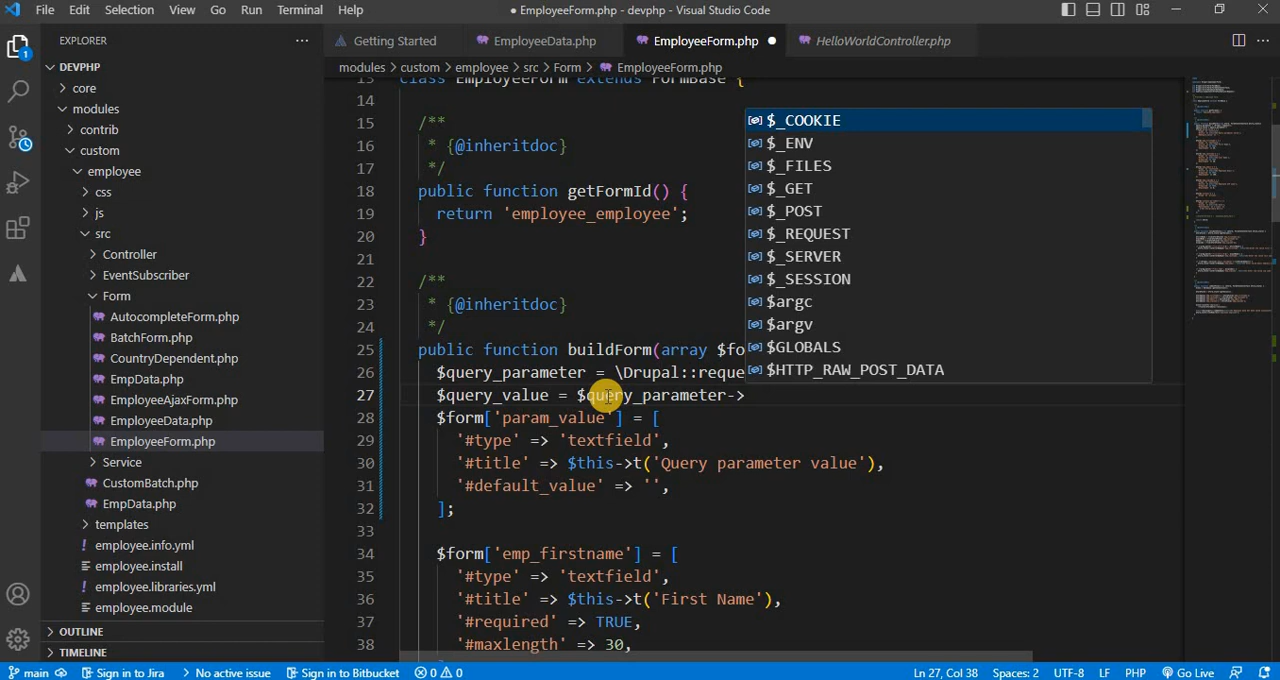 File Edit Selection View Go Run Terminal Help ● EmployeeForm.php - devphp - Visual Studio Code
EXPLORER
Getting Started EmployeeData.php EmployeeForm.php HelloWorldController.php
DEVPHP
modules > custom > employee > src > Form > EmployeeForm.php
core
modules
contrib
custom
employee
css
js
src
Controller
EventSubscriber
Form
AutocompleteForm.php
BatchForm.php
CountryDependent.php
EmpData.php
EmployeeAjaxForm.php
EmployeeData.php
EmployeeForm.php
Service
CustomBatch.php
EmpData.php
templates
employee.info.yml
employee.install
employee.libraries.yml
employee.module
OUTLINE
TIMELINE
1
13 class EmployeeForm extends FormBase {
14
15 /**
16 * {@inheritdoc}
17 */
18 public function getFormId() {
19 return 'employee_employee';
20 }
21
22 /**
23 * {@inheritdoc}
24 */
25 public function buildForm(array $fo
26 $query_parameter = \Drupal::reque
27 $query_value = $query_parameter->
28 $form['param_value'] = [
29 '#type' => 'textfield',
30 '#title' => $this->t('Query parameter value'),
31 '#default_value' => '',
32 ];
33
34 $form['emp_firstname'] = [
35 '#type' => 'textfield',
36 '#title' => $this->t('First Name'),
37 '#required' => TRUE,
38 '#maxlength' => 30,
$_COOKIE
$_ENV
$_FILES
$_GET
$_POST
$_REQUEST
$_SERVER
$_SESSION
$argc
$argv
$GLOBALS
$HTTP_RAW_POST_DATA
main Sign in to Jira No active issue Sign in to Bitbucket 0 0 Ln 27, Col 38 Spaces: 2 UTF-8 LF PHP Go Live